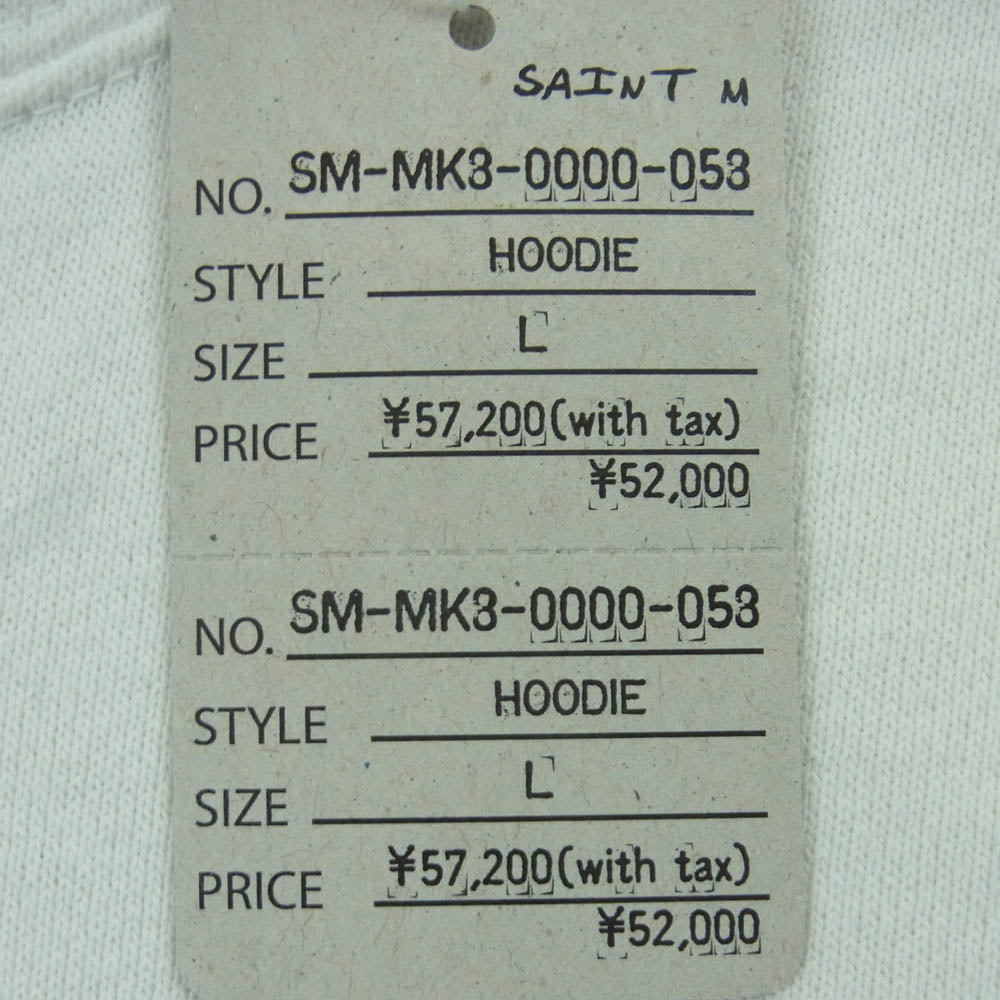 SAINT M
NO. SM-MK3-0000-053
STYLE HOODIE
SIZE L
PRICE ¥57,200(with tax)
¥52,000
NO. SM-MK3-0000-053
STYLE HOODIE
SIZE L
PRICE ¥57,200(with tax)
¥52,000